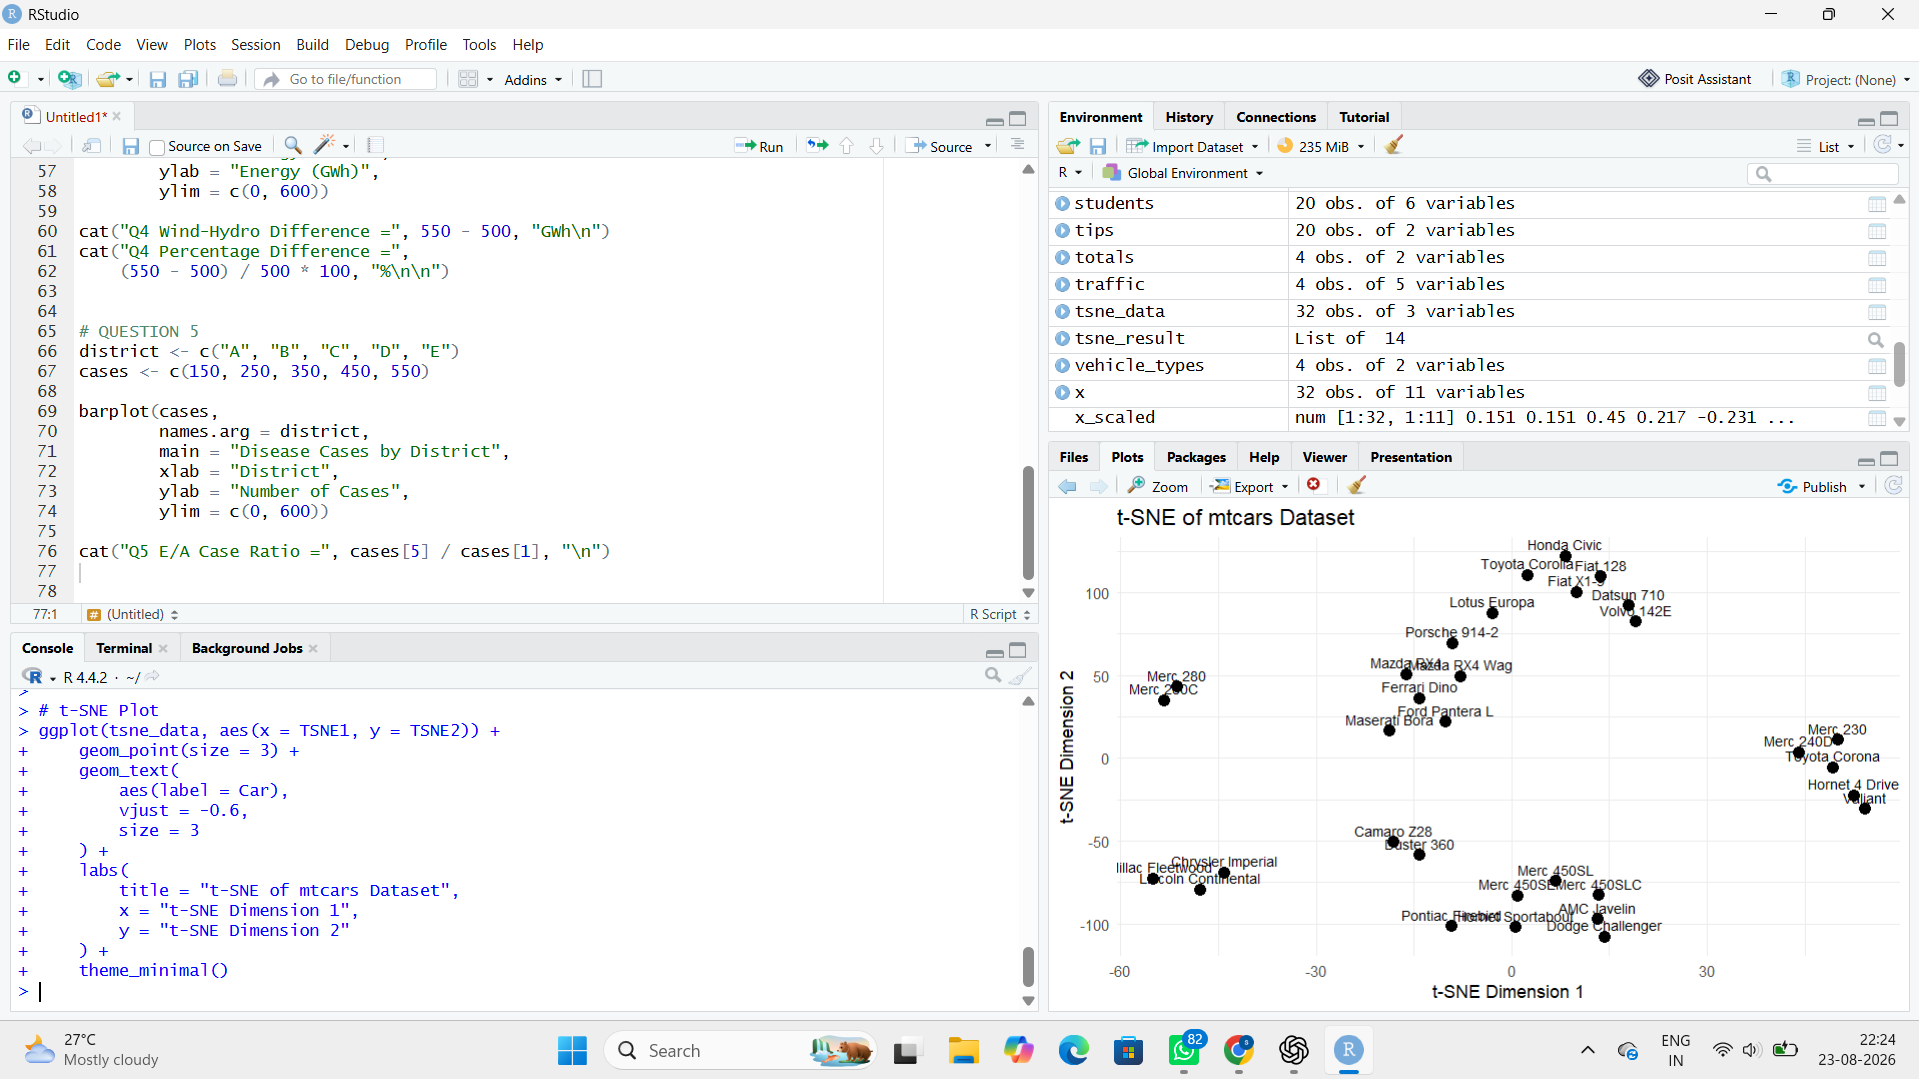 RStudio
File Edit Code View Plots Session Build Debug Profile Tools Help
Go to file/function Addins Posit Assistant Project: (None)
Untitled1*
Source on Save Run Source
57 ylab = "Energy (GWh)",
58 ylim = c(0, 600))
59
60 cat("Q4 Wind-Hydro Difference =", 550 - 500, "GWh\n")
61 cat("Q4 Percentage Difference =",
62 (550 - 500) / 500 * 100, "%\n\n")
63
64
65 # QUESTION 5
66 district <- c("A", "B", "C", "D", "E")
67 cases <- c(150, 250, 350, 450, 550)
68
69 barplot(cases,
70 names.arg = district,
71 main = "Disease Cases by District",
72 xlab = "District",
73 ylab = "Number of Cases",
74 ylim = c(0, 600))
75
76 cat("Q5 E/A Case Ratio =", cases[5] / cases[1], "\n")
77
78
77:1 # (Untitled) R Script
Console Terminal Background Jobs
R R 4.4.2 · ~/
>
> # t-SNE Plot
> ggplot(tsne_data, aes(x = TSNE1, y = TSNE2)) +
+ geom_point(size = 3) +
+ geom_text(
+ aes(label = Car),
+ vjust = -0.6,
+ size = 3
+ ) +
+ labs(
+ title = "t-SNE of mtcars Dataset",
+ x = "t-SNE Dimension 1",
+ y = "t-SNE Dimension 2"
+ ) +
+ theme_minimal()
>
Environment History Connections Tutorial
Import Dataset 235 MiB List
R Global Environment
students 20 obs. of 6 variables
tips 20 obs. of 2 variables
totals 4 obs. of 2 variables
traffic 4 obs. of 5 variables
tsne_data 32 obs. of 3 variables
tsne_result List of 14
vehicle_types 4 obs. of 2 variables
x 32 obs. of 11 variables
x_scaled num [1:32, 1:11] 0.151 0.151 0.45 0.217 -0.231 ...
Files Plots Packages Help Viewer Presentation
Zoom Export Publish
t-SNE of mtcars Dataset
Honda Civic
Toyota Corolla Fiat 128
Fiat X1-9
Datsun 710
Lotus Europa
Volvo 142E
100
Porsche 914-2
Mazda RX4 Mazda RX4 Wag
Merc 280
50
Ferrari Dino
Merc 280C
Ford Pantera L
Maserati Bora
Merc 230
Merc 240D
0
Toyota Corona
Hornet 4 Drive
Valiant
Camaro Z28
-50
Duster 360
Chrysler Imperial
illac Fleetwood
Lincoln Continental
Merc 450SL
Merc 450SE Merc 450SLC
AMC Javelin
Pontiac Firebird Hornet Sportabout
-100
Dodge Challenger
-60 -30 0 30
t-SNE Dimension 1
t-SNE Dimension 2
27°C
Mostly cloudy
Search
82
ENG
IN
22:24
23-08-2026